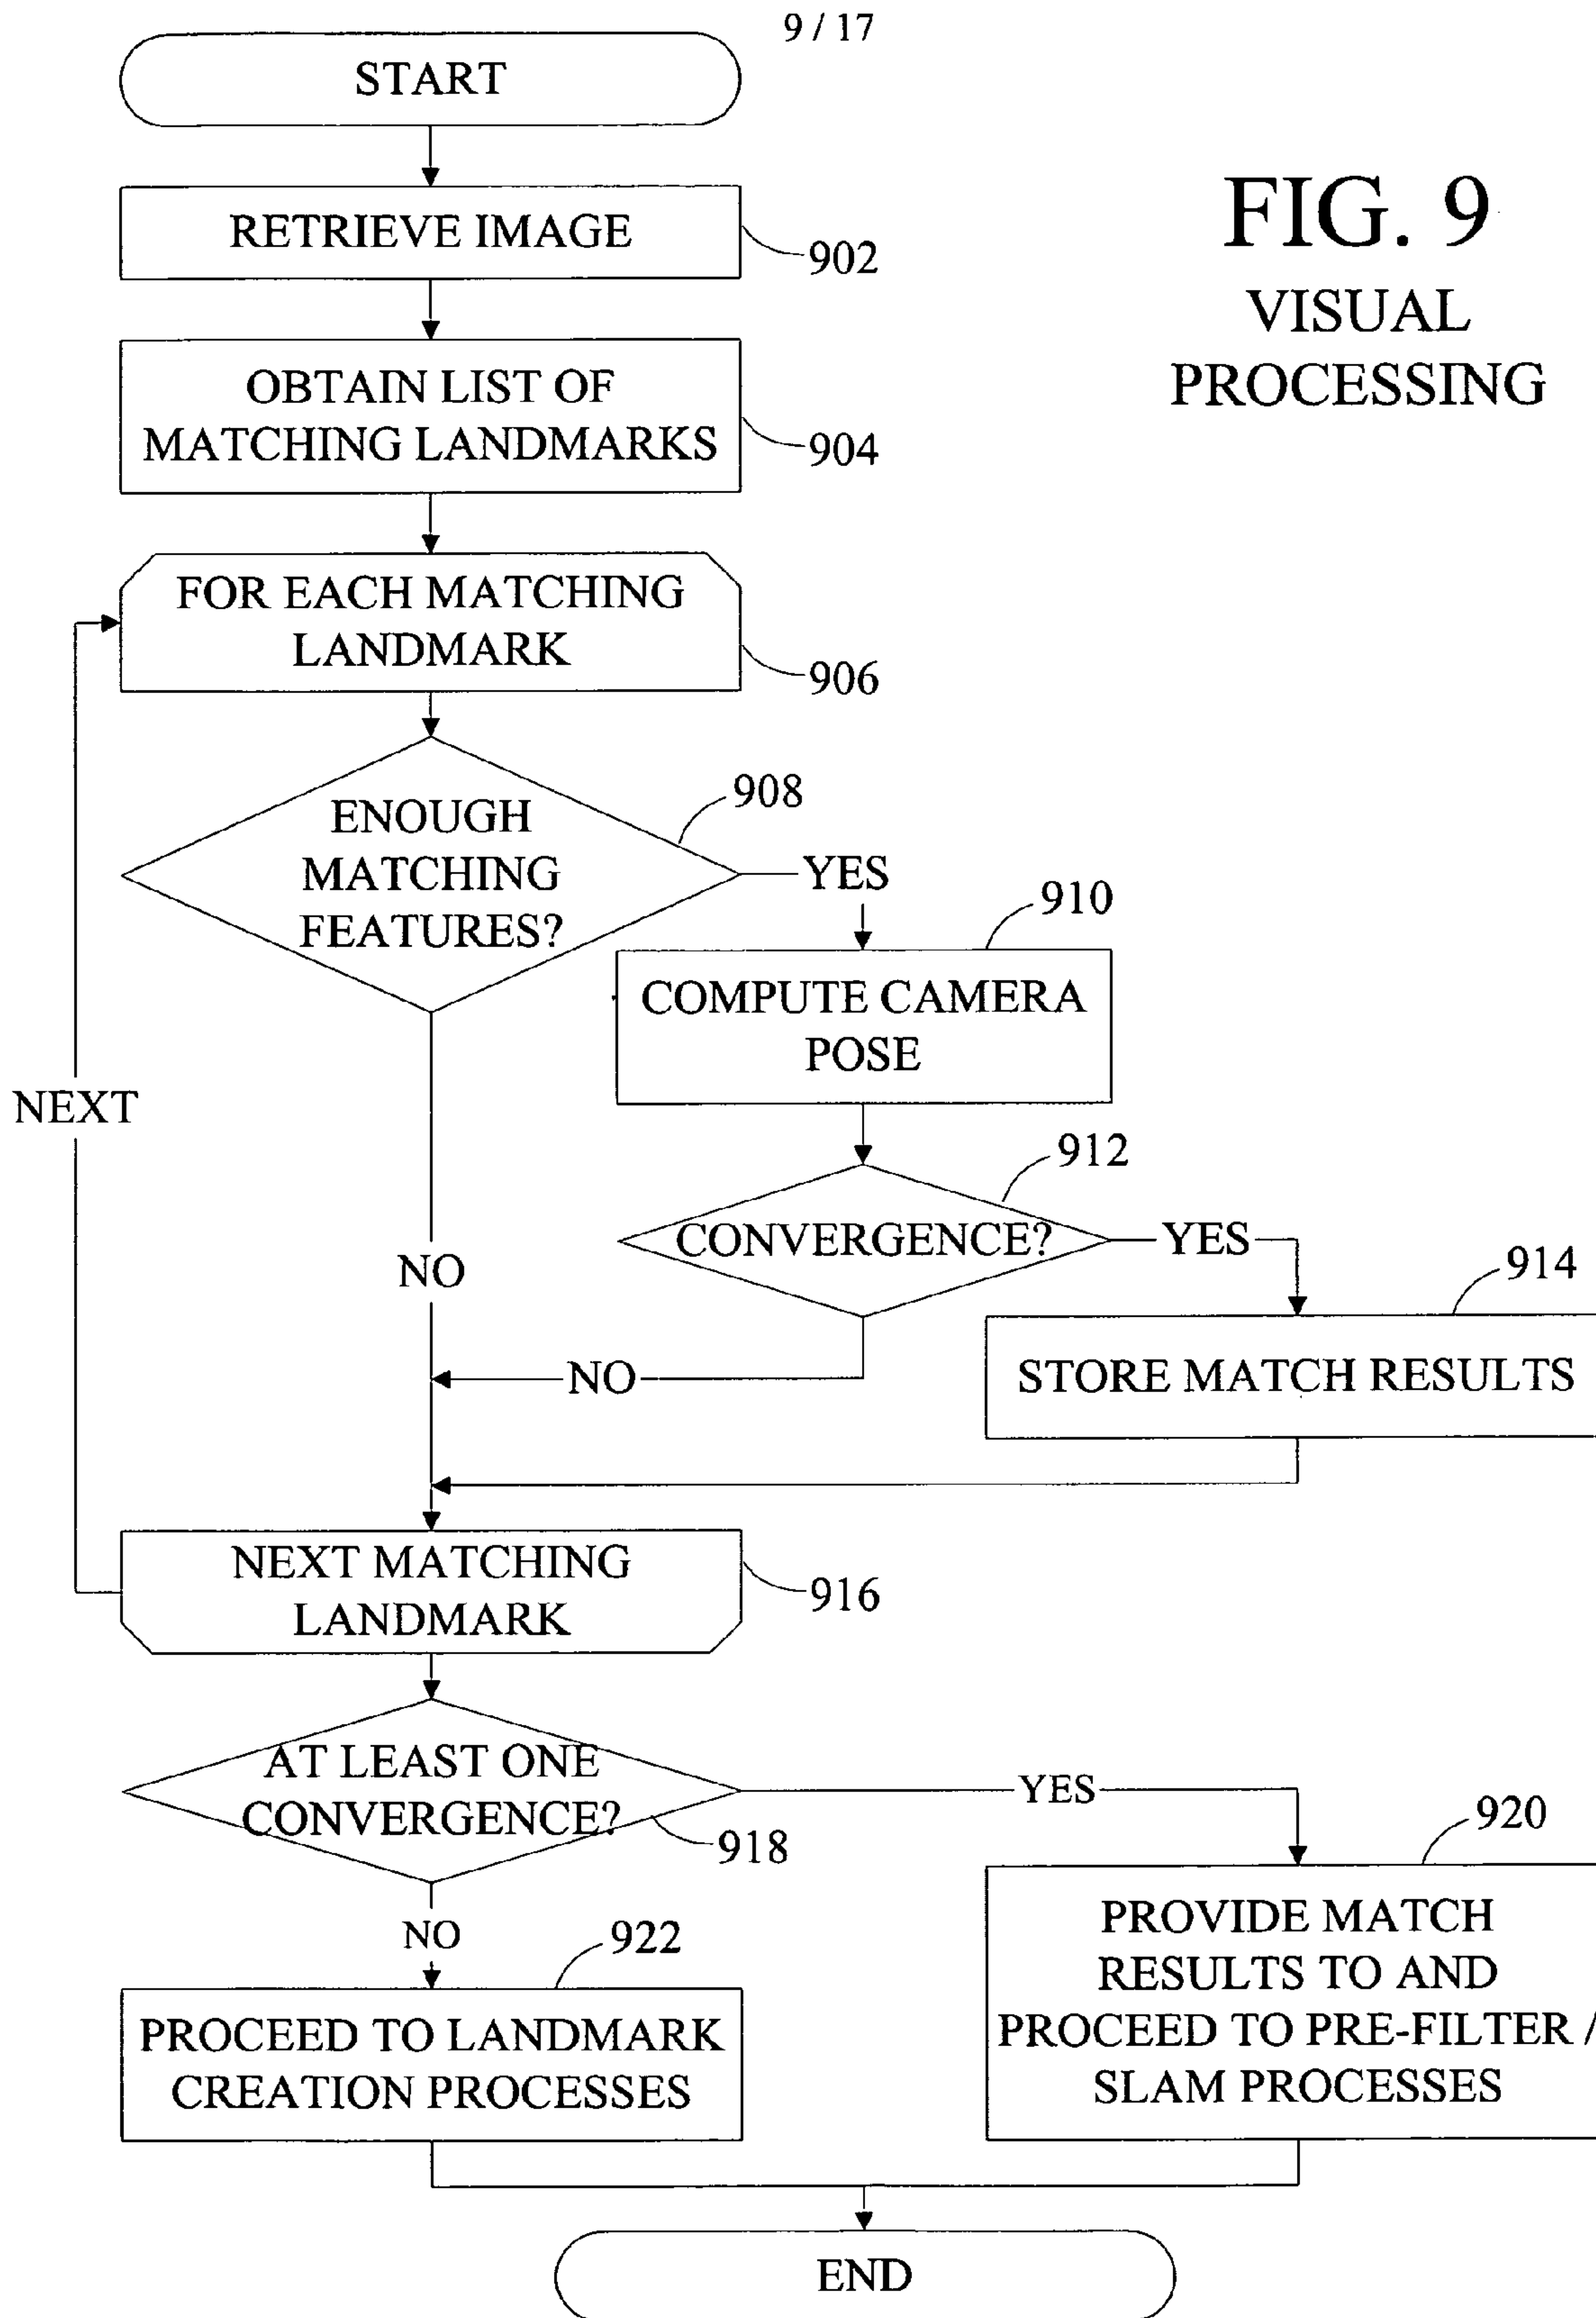 9 / 17
START
FIG. 9
VISUAL
PROCESSING
RETRIEVE IMAGE
902
OBTAIN LIST OF
MATCHING LANDMARKS
904
FOR EACH MATCHING
LANDMARK
906
ENOUGH
MATCHING
FEATURES?
908
YES
910
COMPUTE CAMERA
POSE
NEXT
912
CONVERGENCE?
YES
NO
914
STORE MATCH RESULTS
NO
NEXT MATCHING
LANDMARK
916
AT LEAST ONE
CONVERGENCE?
918
YES
920
PROVIDE MATCH
RESULTS TO AND
PROCEED TO PRE-FILTER /
SLAM PROCESSES
NO
922
PROCEED TO LANDMARK
CREATION PROCESSES
END